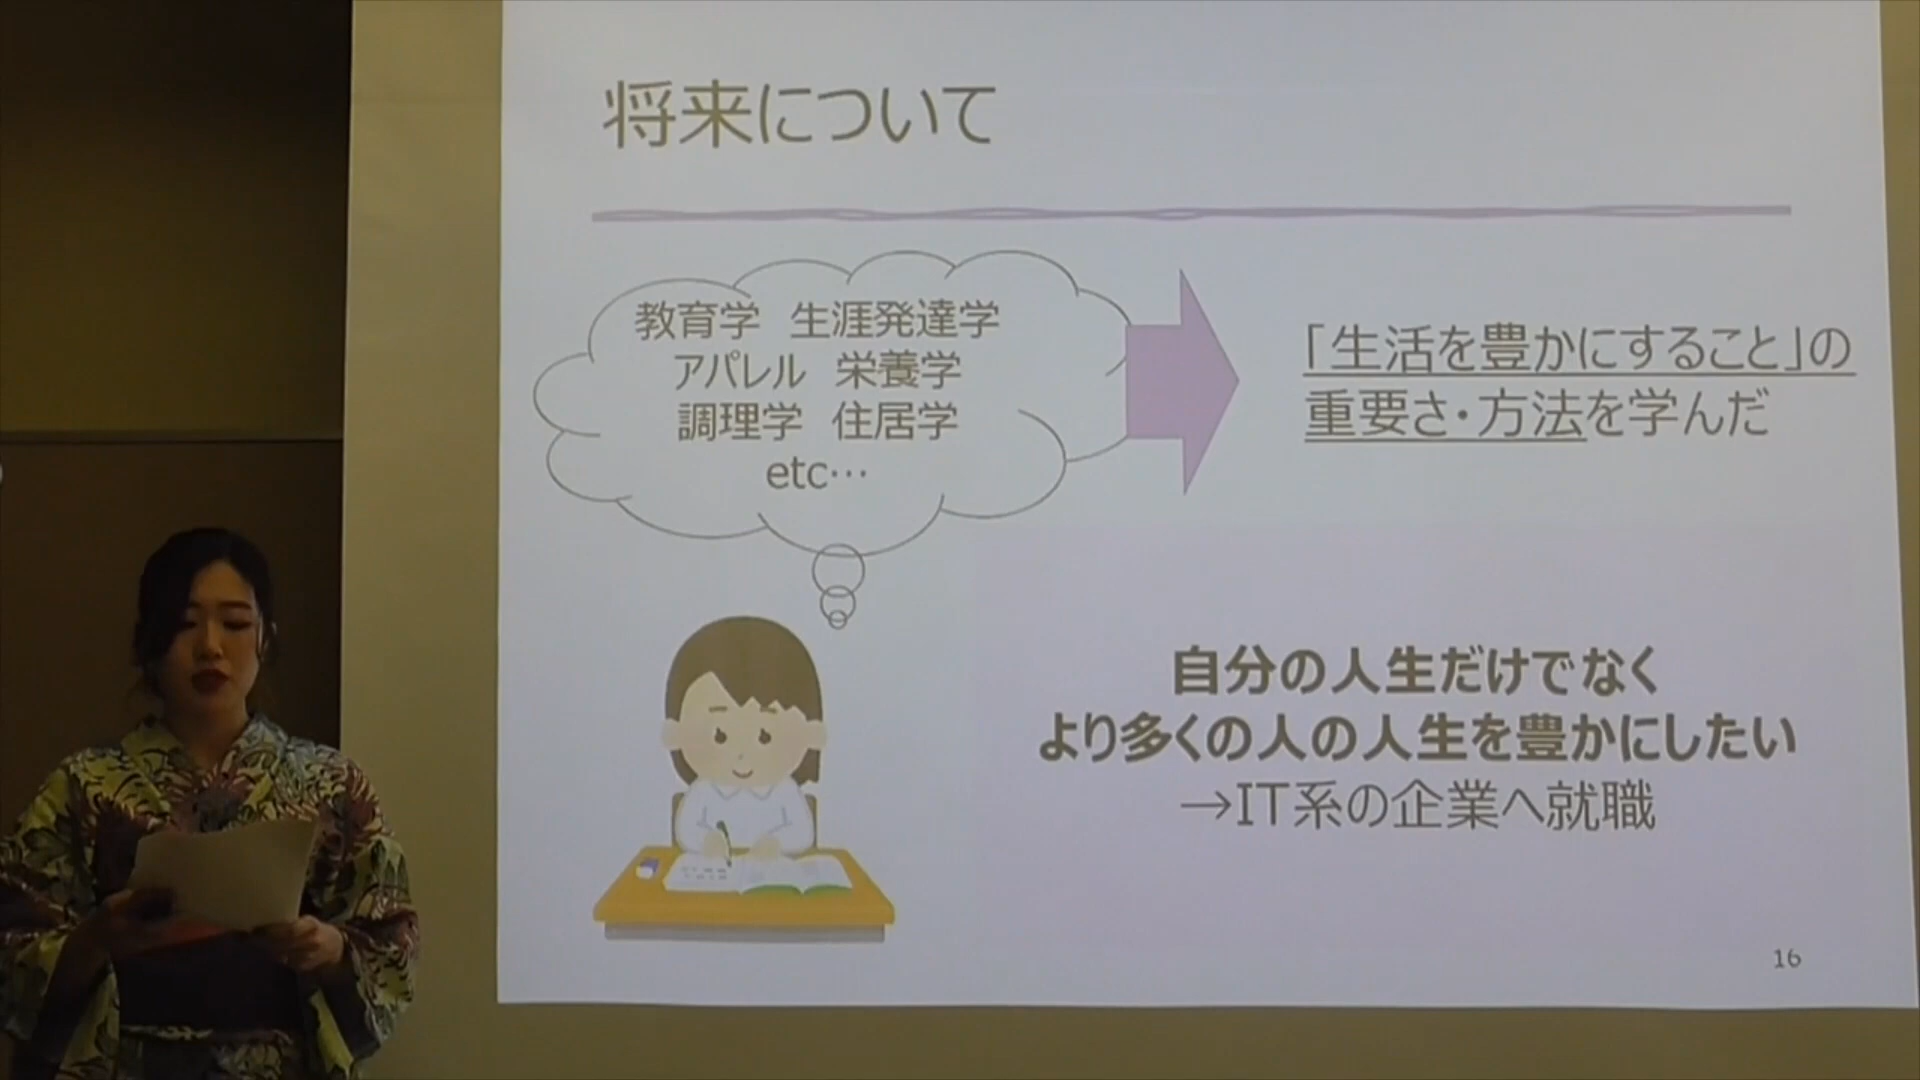 将来について
教育学 生涯発達学
アパレル 栄養学
調理学 住居学
etc…
「生活を豊かにすること」の
重要さ・方法を学んだ
自分の人生だけでなく
より多くの人の人生を豊かにしたい
→IT系の企業へ就職
16